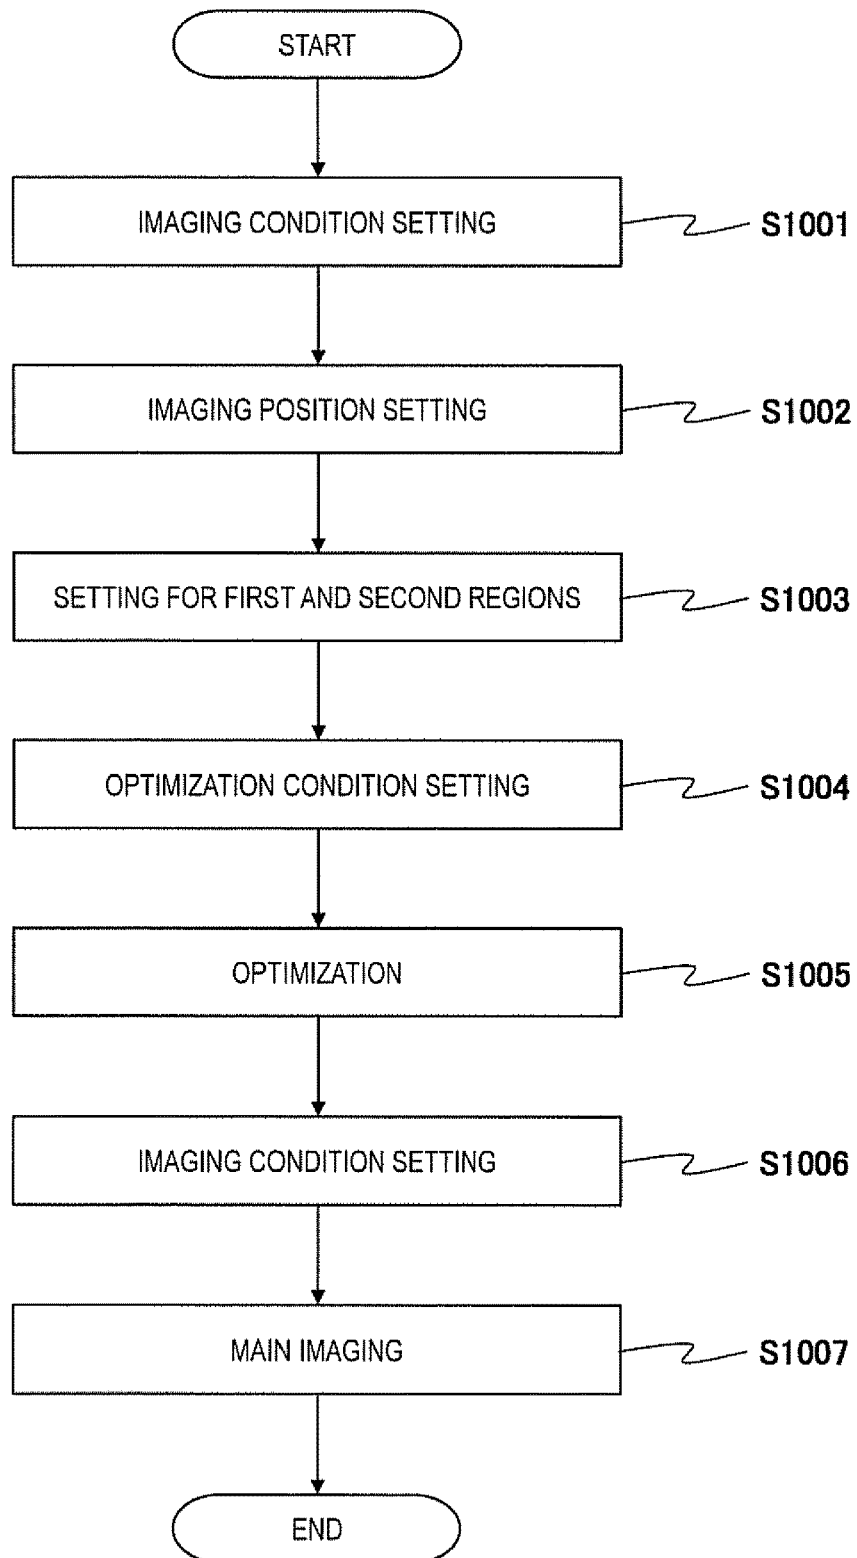 START
IMAGING CONDITION SETTING
S1001
IMAGING POSITION SETTING
S1002
SETTING FOR FIRST AND SECOND REGIONS
S1003
OPTIMIZATION CONDITION SETTING
S1004
OPTIMIZATION
S1005
IMAGING CONDITION SETTING
S1006
MAIN IMAGING
S1007
END